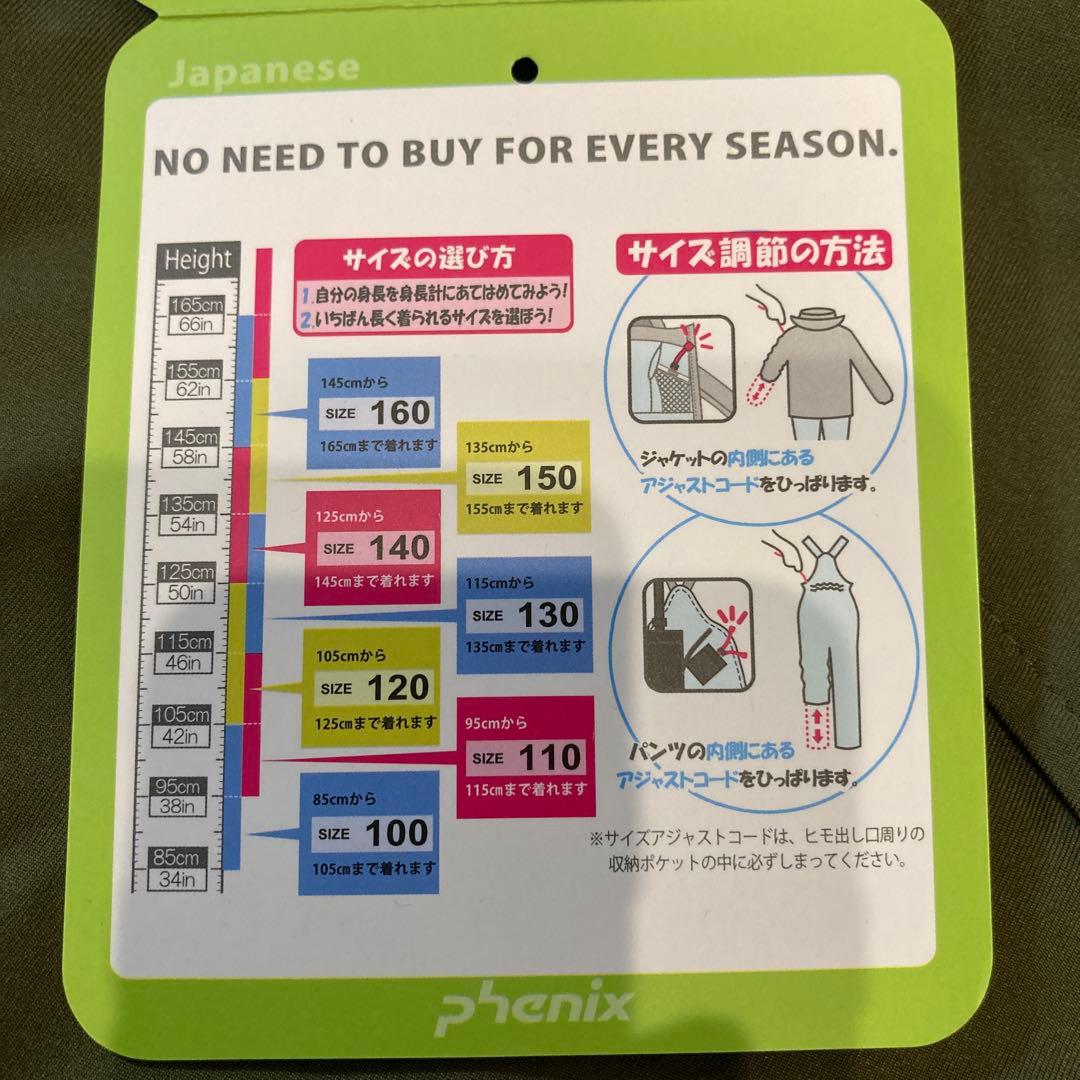 Japanese
NO NEED TO BUY FOR EVERY SEASON.
Height
165cm
66in
155cm
62in
145cm
58in
135cm
54in
125cm
50in
115cm
46in
105cm
42in
95cm
38in
85cm
34in
サイズの選び方
1.自分の身長を身長計にあてはめてみよう!
2.いちばん長く着られるサイズを選ぼう!
145cmから
SIZE 160
165cmまで着れます
135cmから
SIZE 150
155cmまで着れます
125cmから
SIZE 140
145cmまで着れます
115cmから
SIZE 130
135cmまで着れます
105cmから
SIZE 120
125cmまで着れます
95cmから
SIZE 110
115cmまで着れます
85cmから
SIZE 100
105cmまで着れます
サイズ調節の方法
ジャケットの内側にある
アジャストコードをひっぱります。
パンツの内側にある
アジャストコードをひっぱります。
※サイズアジャストコードは、ヒモ出し口周りの
収納ポケットの中に必ずしまってください。
phenix